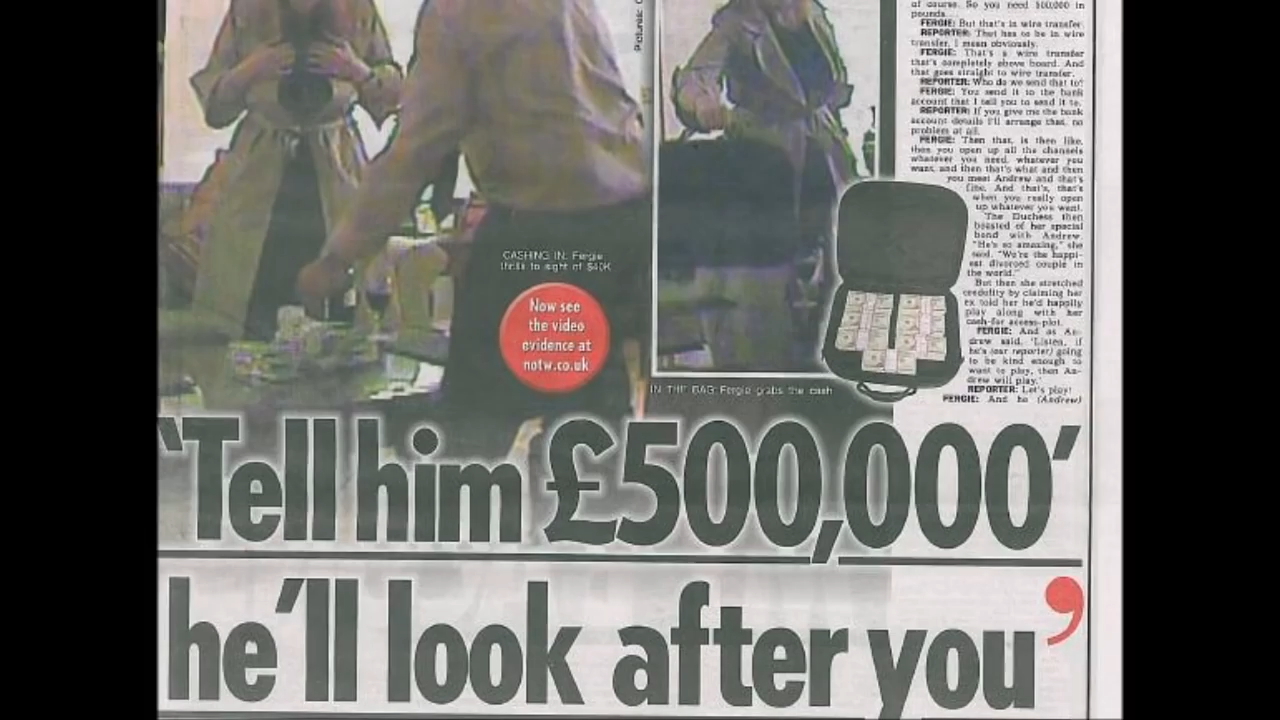 of course. So you need 500,000 in
pounds....
FERGIE: But that's in wire transfer.
REPORTER: That has to be in wire
transfer, I mean obviously.
FERGIE: That's a wire transfer
that's completely above board. And
that goes straight to wire transfer.
REPORTER: Who do we send that to?
FERGIE: You send it to the bank
account that I tell you to send it to.
REPORTER: If you give me the bank
account details I'll arrange that, no
problem at all.
FERGIE: Then that, is then like,
then you open up all the channels
whatever you need, whatever you
want, and then that's what and then
you meet Andrew and that's
fine. And that's, that's
when you really open
up whatever you want.
The Duchess then
boasted of her special
bond with Andrew.
"He's so amazing," she
said. "We're the happi-
est divorced couple in
the world."
But then she stretched
credulity by claiming her
ex told her he'd happily
play along with her
cash-for-access-plot.
FERGIE: And as An-
drew said, 'Listen, if
he's (our reporter) going
to be kind enough to
want to play, then An-
drew will play.'
REPORTER: Let's play!
FERGIE: And he (Andrew)
Pictures:
CASHING IN: Fergie
thrills to sight of $40K
Now see
the video
evidence at
notw.co.uk
IN THE BAG: Fergie grabs the cash
'Tell him £500,000'
he'll look after you'